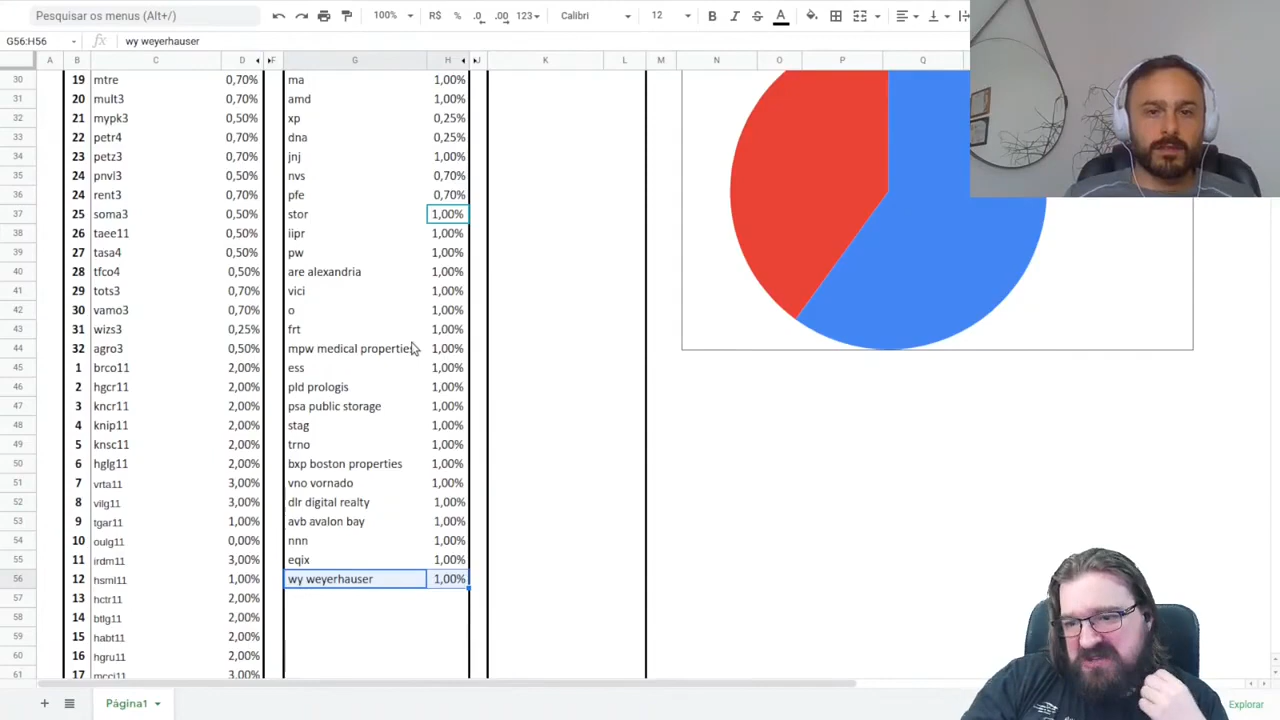 Pesquisar os menus (Alt+/)
100% R$ % .0 .00 123 Calibri 12 B I S A
G56:H56 fx wy weyerhauser
A B C D F G H J K L M N O P Q
30 19 mtre 0,70% ma 1,00%
31 20 mult3 0,70% amd 1,00%
32 21 mypk3 0,50% xp 0,25%
33 22 petr4 0,70% dna 0,25%
34 23 petz3 0,70% jnj 1,00%
35 24 pnvl3 0,50% nvs 0,70%
36 24 rent3 0,70% pfe 0,70%
37 25 soma3 0,50% stor 1,00%
38 26 taee11 0,50% iipr 1,00%
39 27 tasa4 0,50% pw 1,00%
40 28 tfco4 0,50% are alexandria 1,00%
41 29 tots3 0,70% vici 1,00%
42 30 vamo3 0,70% o 1,00%
43 31 wizs3 0,25% frt 1,00%
44 32 agro3 0,50% mpw medical properties 1,00%
45 1 brco11 2,00% ess 1,00%
46 2 hgcr11 2,00% pld prologis 1,00%
47 3 kncr11 2,00% psa public storage 1,00%
48 4 knip11 2,00% stag 1,00%
49 5 knsc11 2,00% trno 1,00%
50 6 hglg11 2,00% bxp boston properties 1,00%
51 7 vrta11 3,00% vno vornado 1,00%
52 8 vilg11 3,00% dlr digital realty 1,00%
53 9 tgar11 1,00% avb avalon bay 1,00%
54 10 oulg11 0,00% nnn 1,00%
55 11 irdm11 3,00% eqix 1,00%
56 12 hsml11 1,00% wy weyerhauser 1,00%
57 13 hctr11 2,00%
58 14 btlg11 2,00%
59 15 habt11 2,00%
60 16 hgru11 2,00%
61 17 mcci11 3,00%
Página1
Explorar